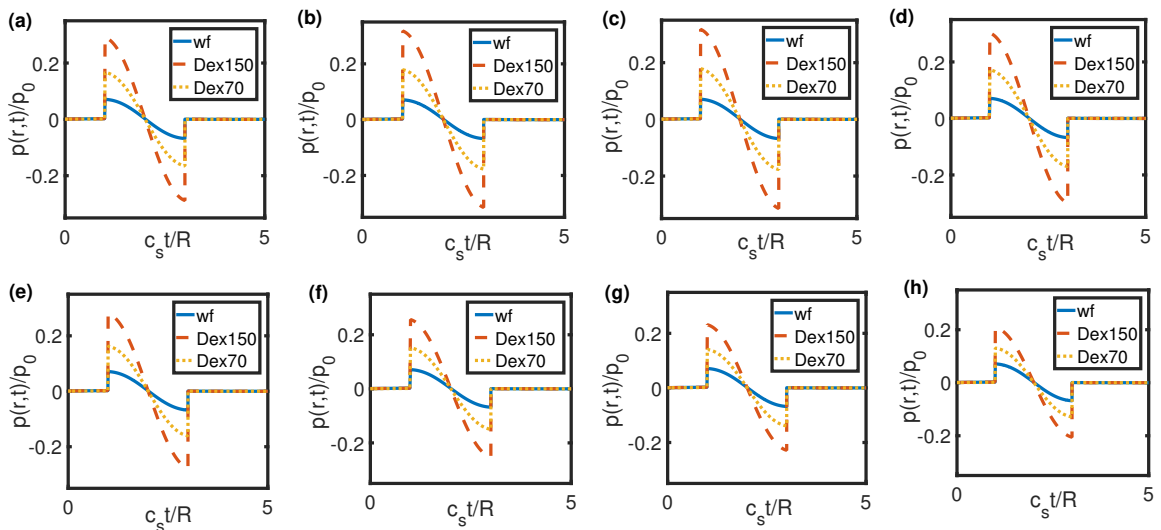 (a)
p(r,t)/p0
0.2
0
-0.2
wf
Dex150
Dex70
0
5
cst/R
(b)
p(r,t)/p0
0.2
0
-0.2
wf
Dex150
Dex70
0
5
cst/R
(c)
p(r,t)/p0
0.2
0
-0.2
wf
Dex150
Dex70
0
5
cst/R
(d)
p(r,t)/p0
0.2
0
-0.2
wf
Dex150
Dex70
0
5
cst/R
(e)
p(r,t)/p0
0.2
0
-0.2
wf
Dex150
Dex70
0
5
cst/R
(f)
p(r,t)/p0
0.2
0
-0.2
wf
Dex150
Dex70
0
5
cst/R
(g)
p(r,t)/p0
0.2
0
-0.2
wf
Dex150
Dex70
0
5
cst/R
(h)
p(r,t)/p0
0.2
0
-0.2
wf
Dex150
Dex70
0
5
cst/R